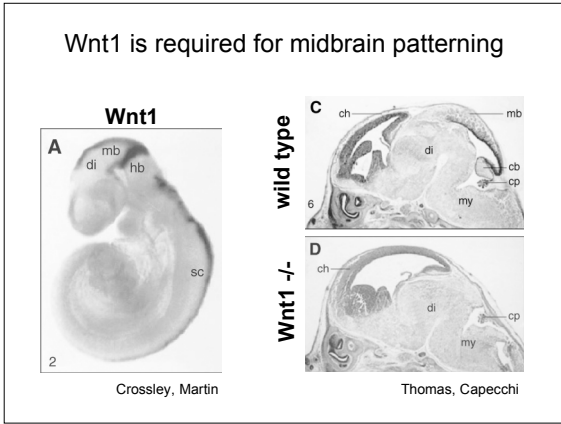 Wnt1 is required for midbrain patterning
Wnt1
A
mb
di
hb
sc
2
Crossley, Martin
wild type
C
ch
mb
di
cb
cp
my
6
Wnt1 -/-
D
ch
di
cp
my
Thomas, Capecchi